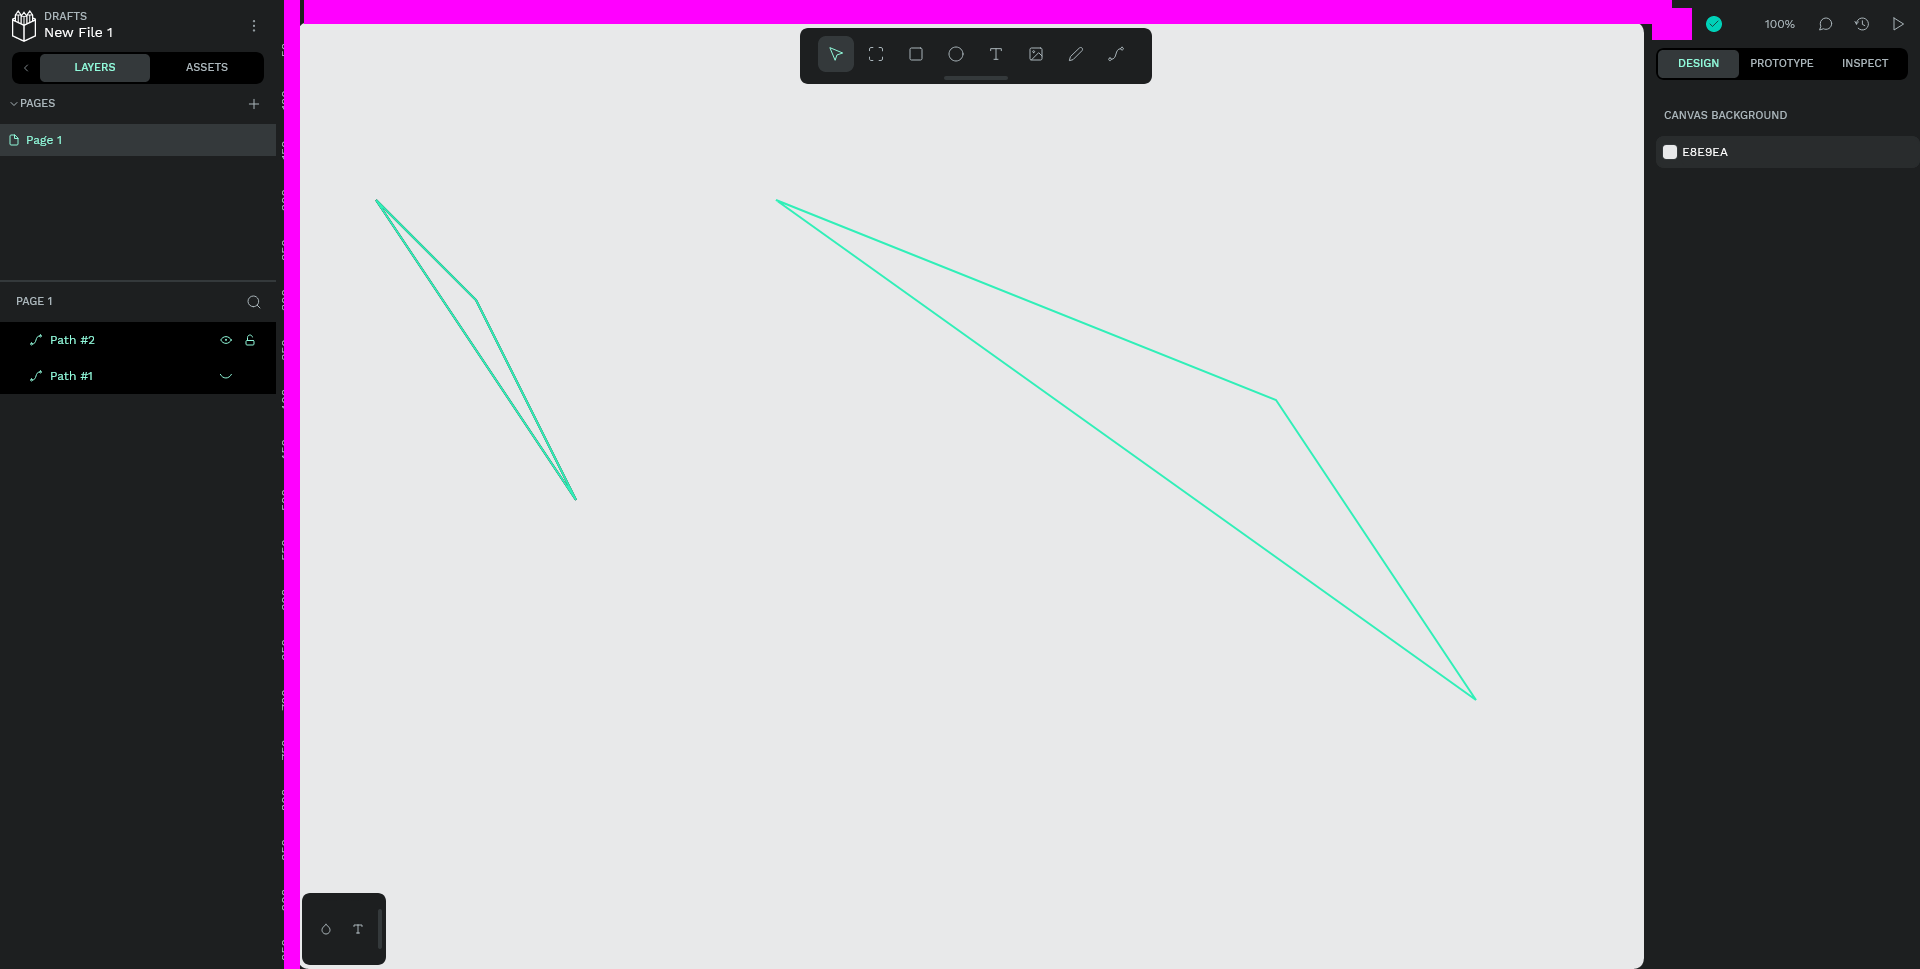 DRAFTS
New File 1
LAYERS
ASSETS
PAGES
Page 1
PAGE 1
Path #2
Path #1
100%
DESIGN
PROTOTYPE
INSPECT
CANVAS BACKGROUND
E8E9EA